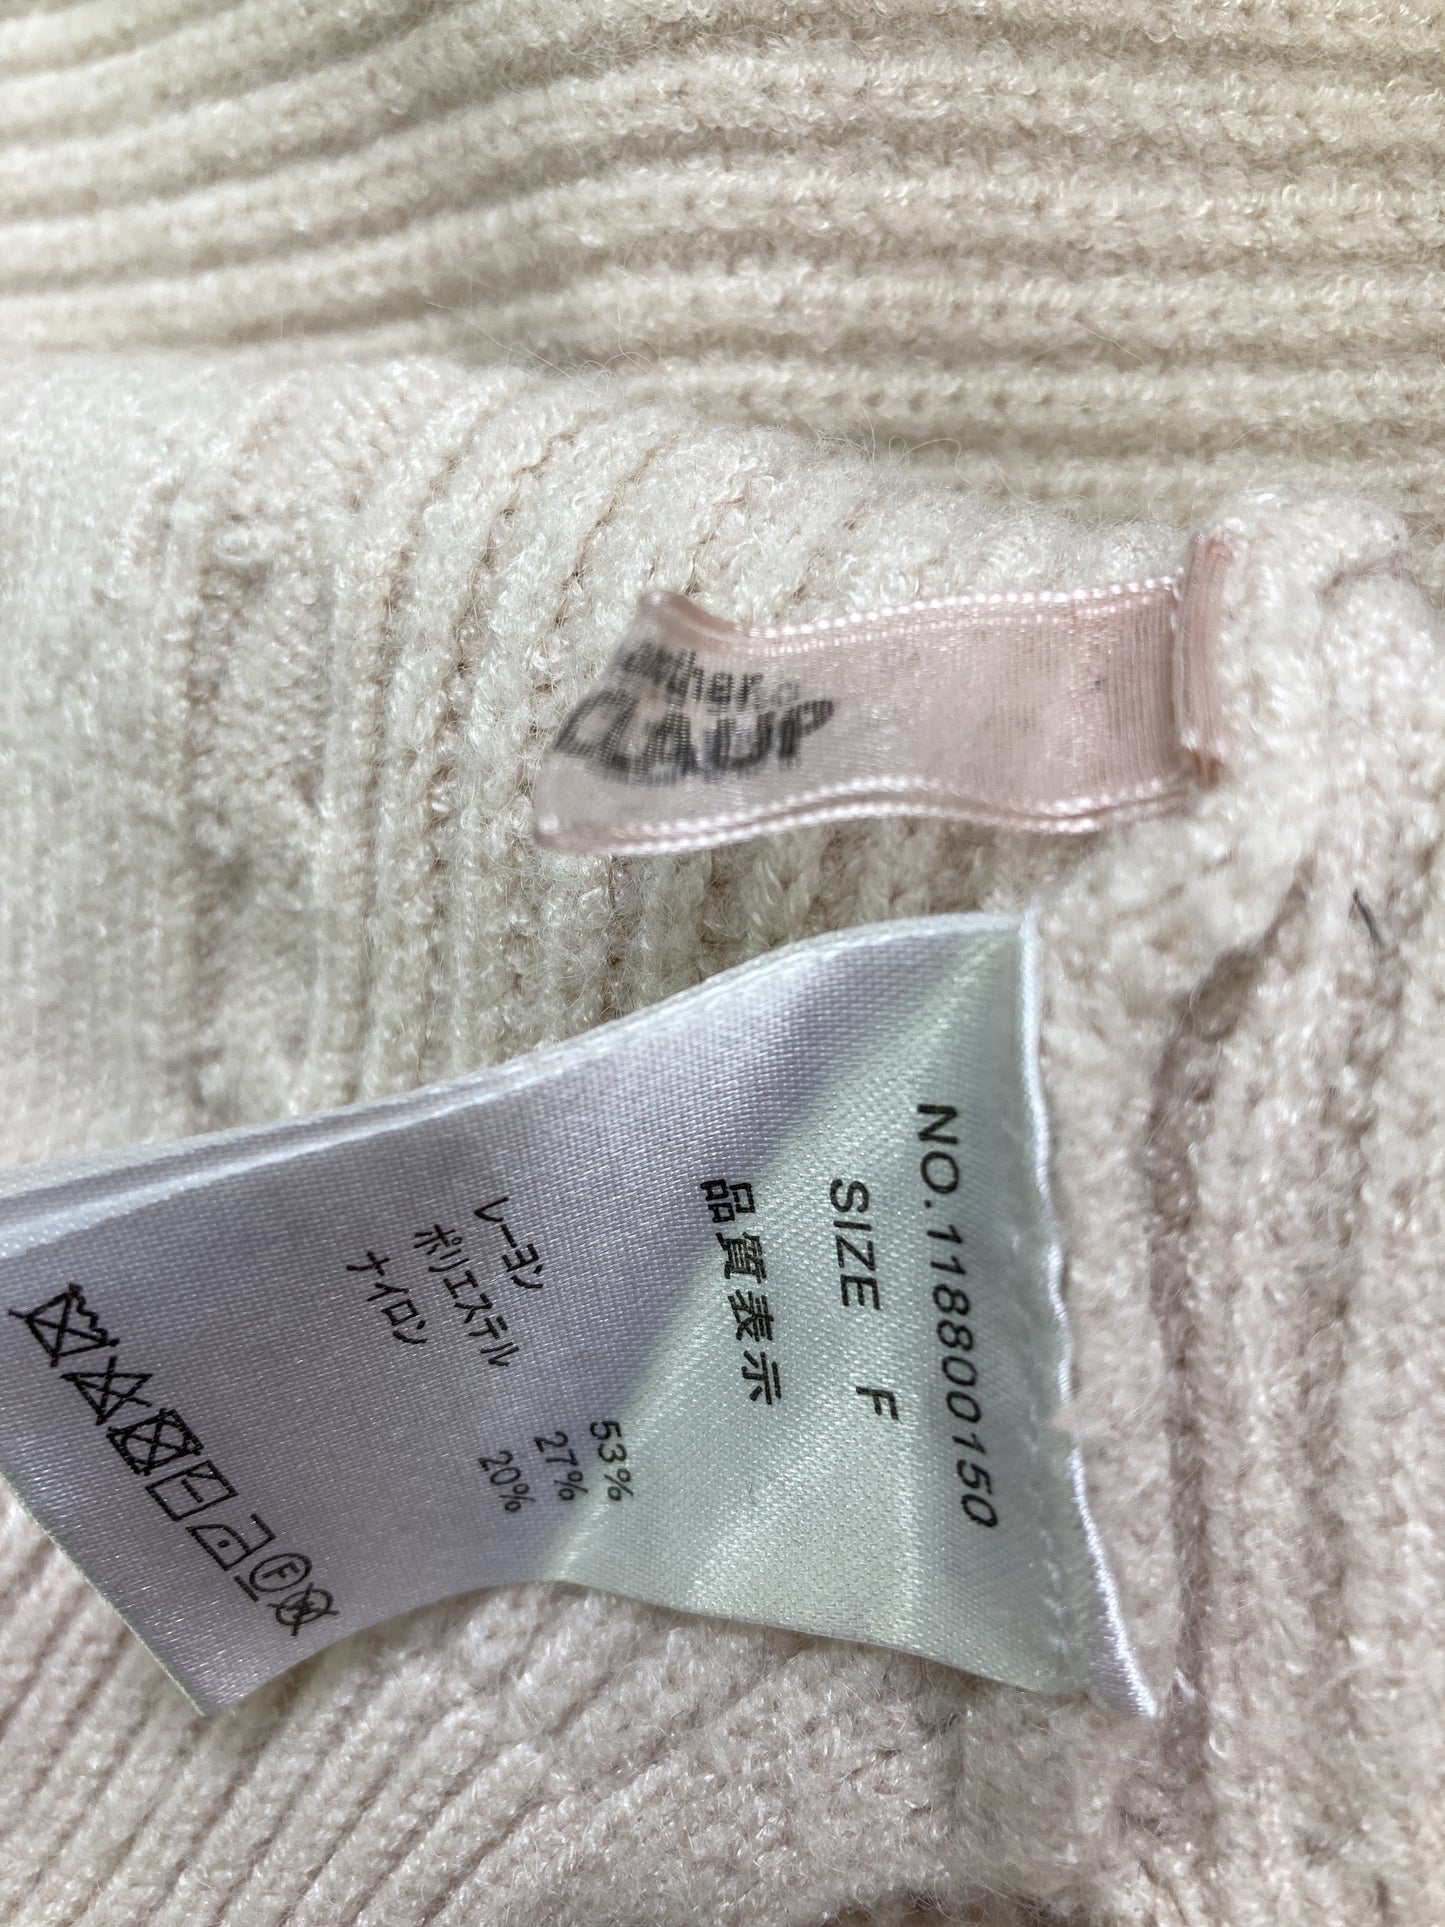 NO.118800150
SIZE F
品質表示
レーヨン 53%
ポリエステル 27%
ナイロン 20%
F